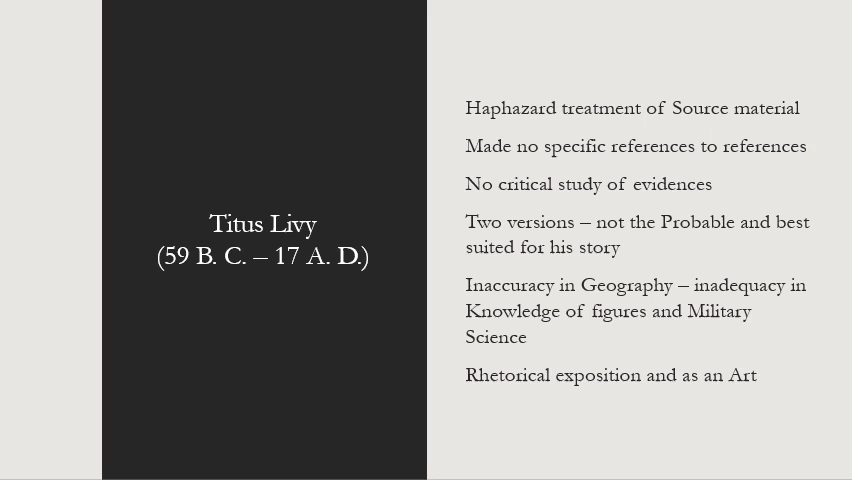 Titus Livy
(59 B. C. – 17 A. D.)
Haphazard treatment of Source material
Made no specific references to references
No critical study of evidences
Two versions – not the Probable and best
suited for his story
Inaccuracy in Geography – inadequacy in
Knowledge of figures and Military
Science
Rhetorical exposition and as an Art